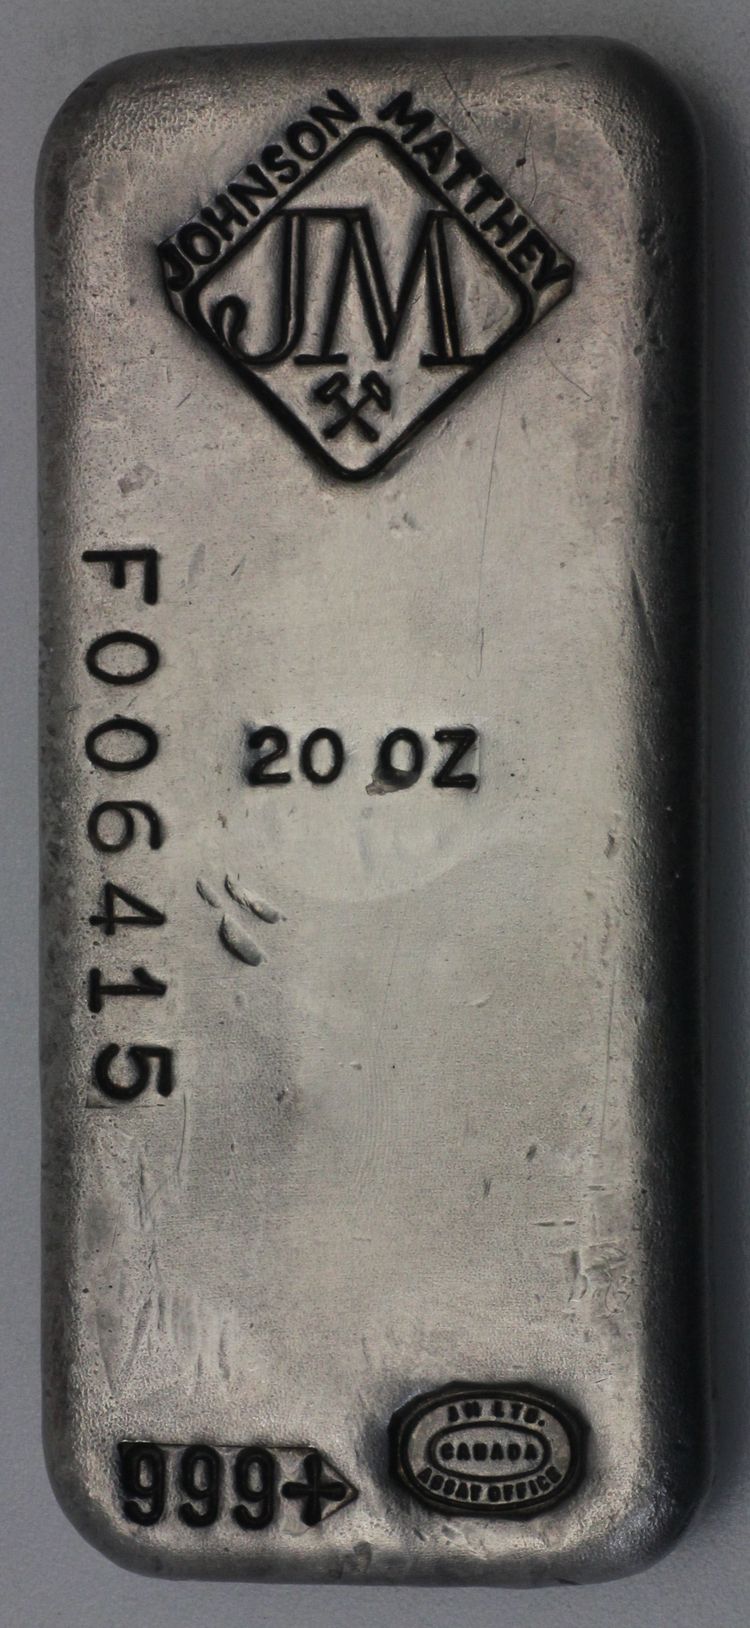 JOHNSON MATTHEY
JM
F006415
20 OZ
999+
JM LTD.
CANADA
ASSAY OFFICE